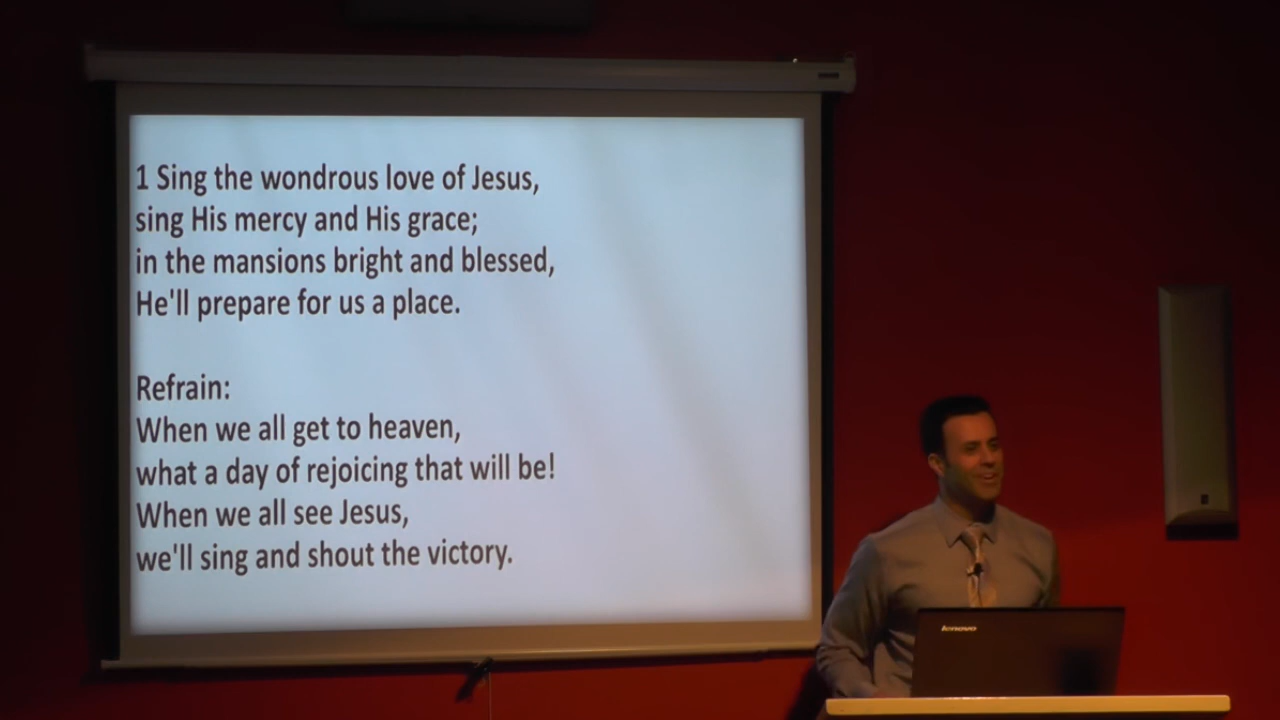 1 Sing the wondrous love of Jesus,
sing His mercy and His grace;
in the mansions bright and blessed,
He'll prepare for us a place.
Refrain:
When we all get to heaven,
what a day of rejoicing that will be!
When we all see Jesus,
we'll sing and shout the victory.
lenovo